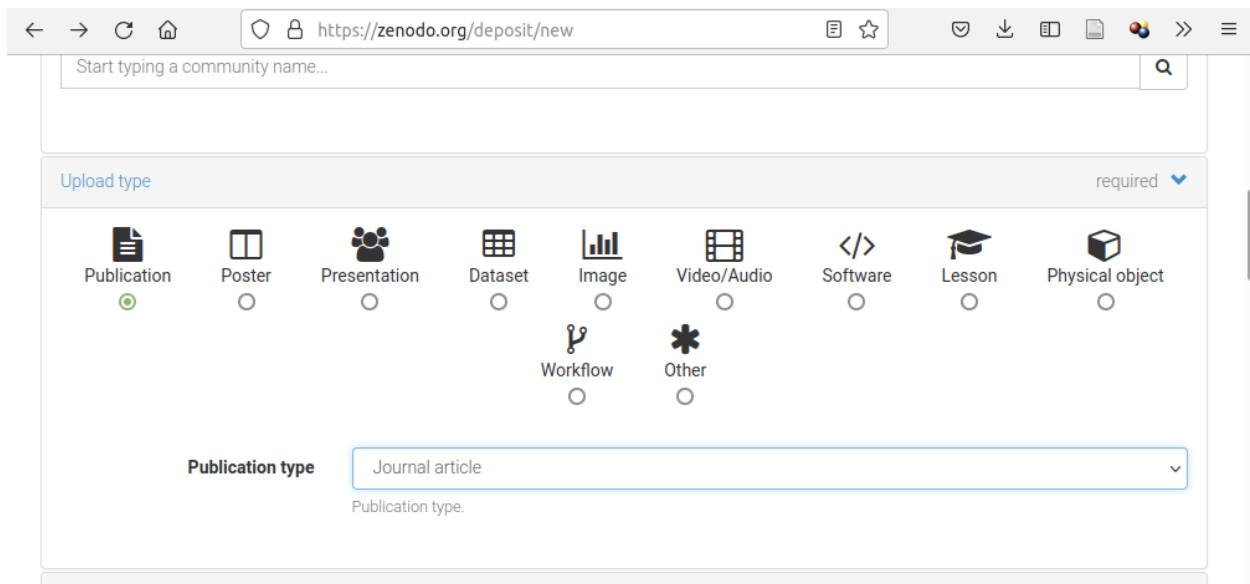 https://zenodo.org/deposit/new
Start typing a community name...
Upload type required
Publication Poster Presentation Dataset Image Video/Audio Software Lesson Physical object
Workflow Other
Publication type Journal article
Publication type.